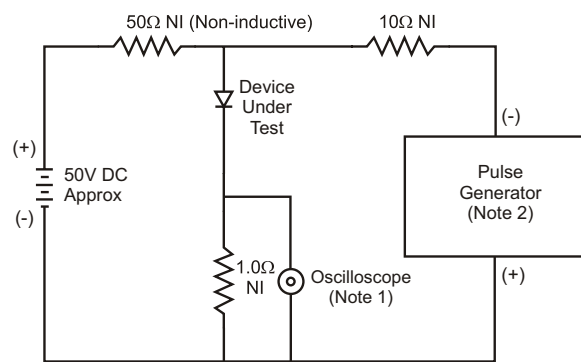 50Ω NI (Non-inductive)
10Ω NI
Device
Under
Test
(+)
50V DC
Approx
(-)
(-)
Pulse
Generator
(Note 2)
(+)
1.0Ω
NI
Oscilloscope
(Note 1)